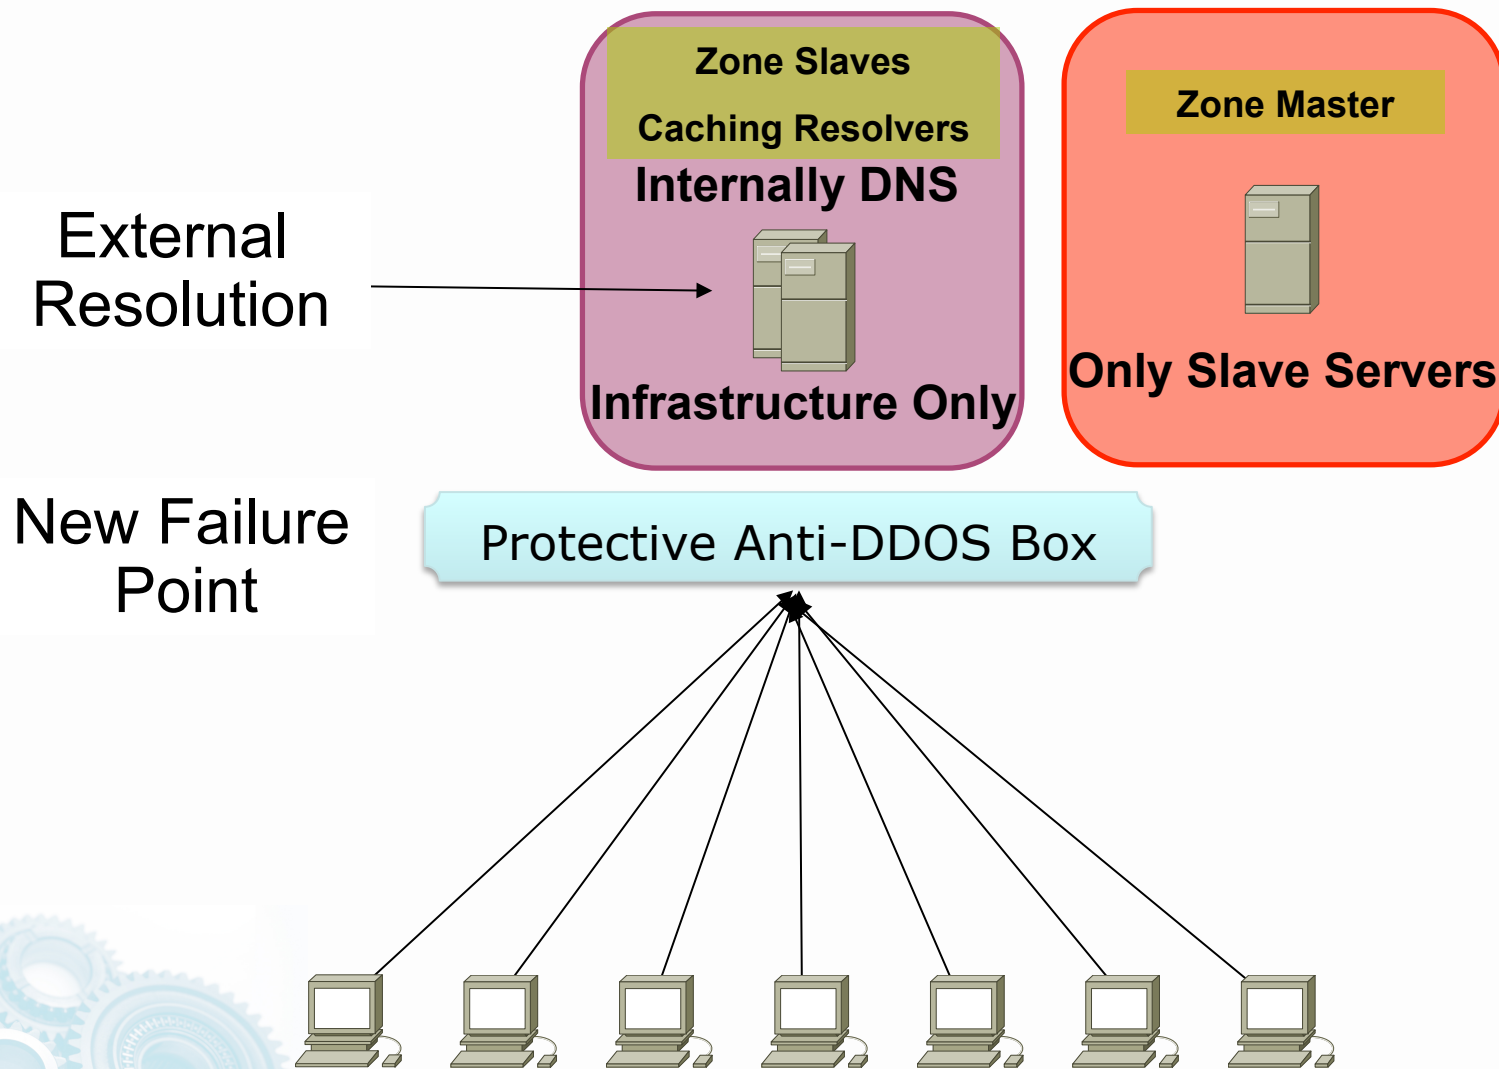 Zone Slaves
Caching Resolvers
Internally DNS
Infrastructure Only
Zone Master
Only Slave Servers
External
Resolution
New Failure
Point
Protective Anti-DDOS Box